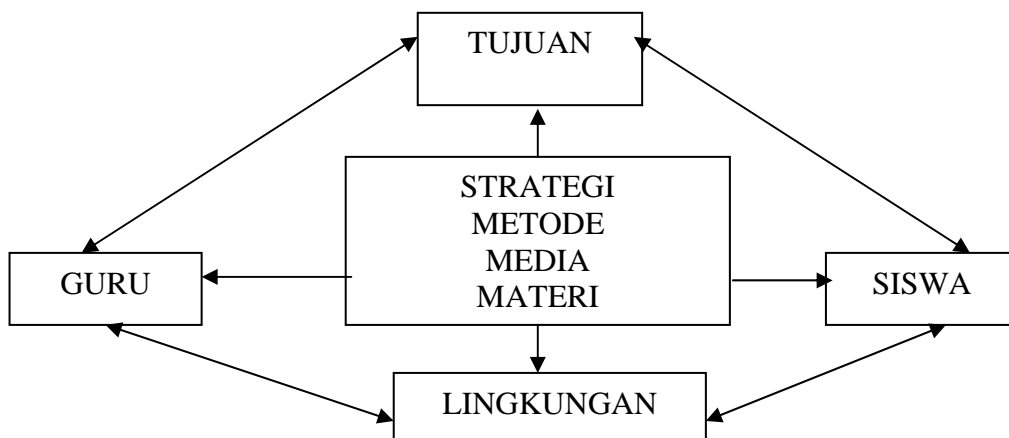 TUJUAN
STRATEGI
METODE
MEDIA
MATERI
GURU
SISWA
LINGKUNGAN